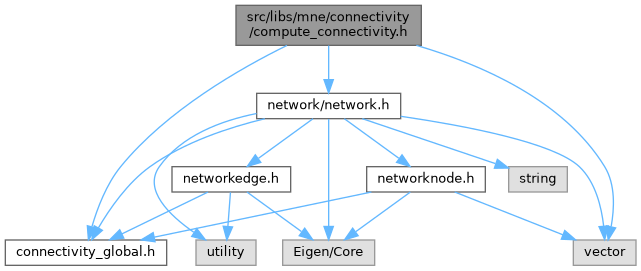 src/libs/mne/connectivity
/compute_connectivity.h
network/network.h
networkedge.h
networknode.h
string
connectivity_global.h
utility
Eigen/Core
vector